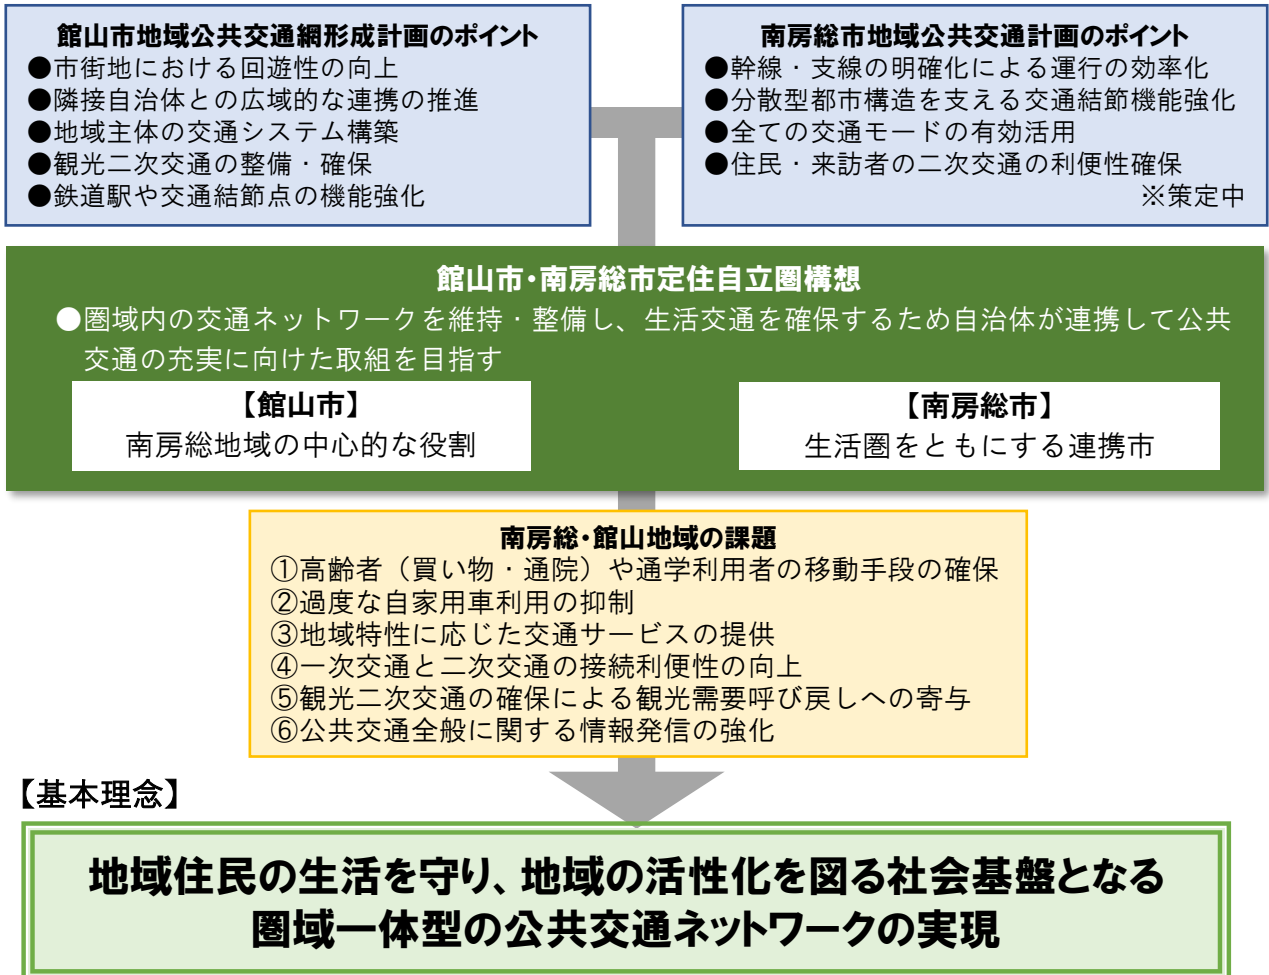 館山市地域公共交通網形成計画のポイント
●市街地における回遊性の向上
●隣接自治体との広域的な連携の推進
●地域主体の交通システム構築
●観光二次交通の整備・確保
●鉄道駅や交通結節点の機能強化
南房総市地域公共交通計画のポイント
●幹線・支線の明確化による運行の効率化
●分散型都市構造を支える交通結節機能強化
●全ての交通モードの有効活用
●住民・来訪者の二次交通の利便性確保
※策定中
館山市・南房総市定住自立圏構想
●圏域内の交通ネットワークを維持・整備し、生活交通を確保するため自治体が連携して公共
交通の充実に向けた取組を目指す
【館山市】
南房総地域の中心的な役割
【南房総市】
生活圏をともにする連携市
南房総・館山地域の課題
①高齢者（買い物・通院）や通学利用者の移動手段の確保
②過度な自家用車利用の抑制
③地域特性に応じた交通サービスの提供
④一次交通と二次交通の接続利便性の向上
⑤観光二次交通の確保による観光需要呼び戻しへの寄与
⑥公共交通全般に関する情報発信の強化
【基本理念】
地域住民の生活を守り、地域の活性化を図る社会基盤となる
圏域一体型の公共交通ネットワークの実現